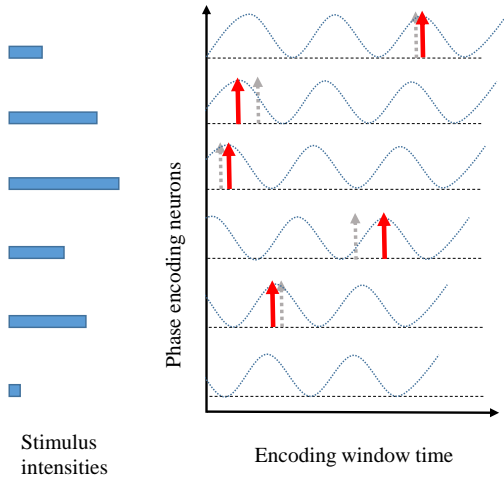 Phase encoding neurons
Stimulus
intensities
Encoding window time